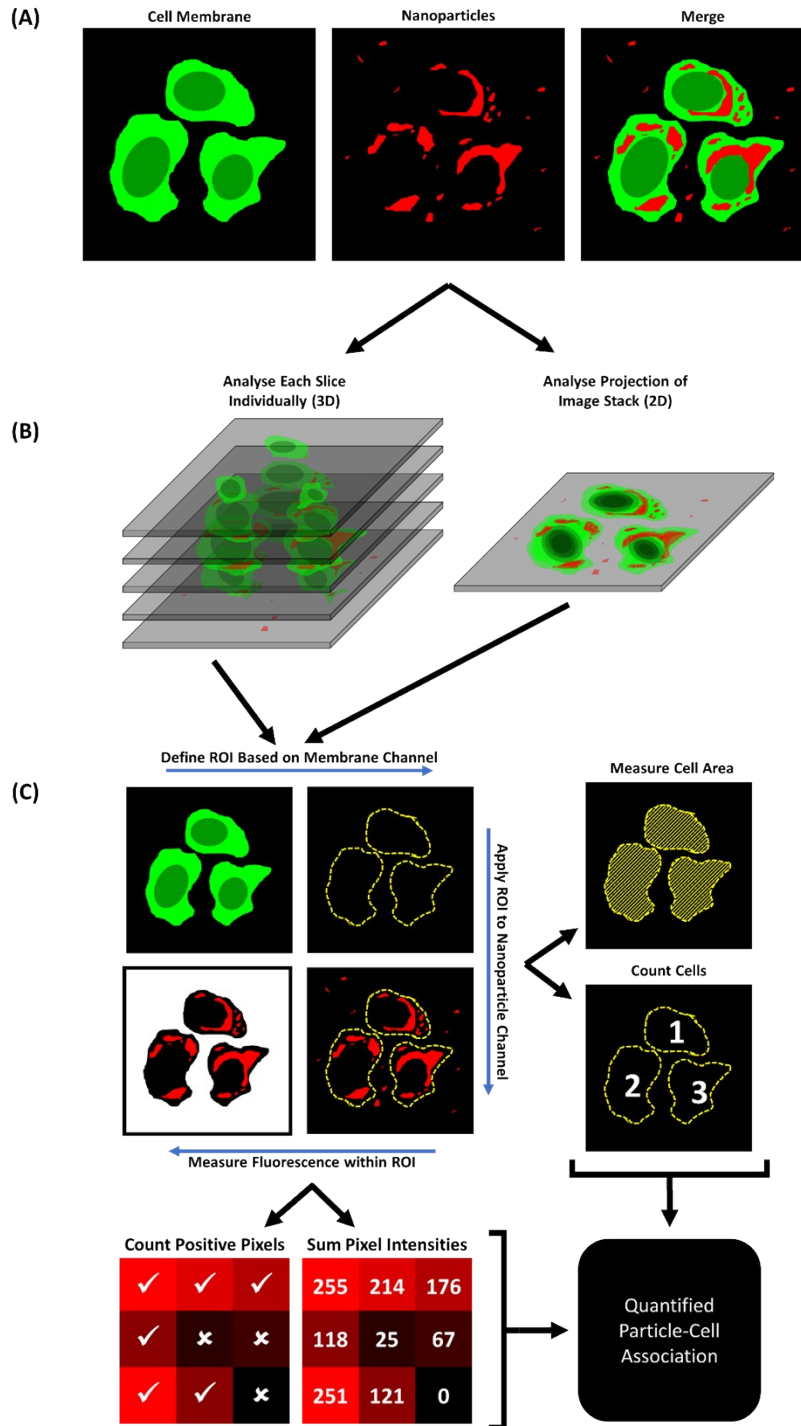 (A)
Cell Membrane
Nanoparticles
Merge
Analyse Each Slice
Individually (3D)
Analyse Projection of
Image Stack (2D)
(B)
Define ROI Based on Membrane Channel
(C)
Apply ROI to Nanoparticle Channel
Measure Cell Area
Count Cells
1
2
3
Measure Fluorescence within ROI
Count Positive Pixels
✓ ✓ ✓
✓ ✘ ✘
✓ ✓ ✘
Sum Pixel Intensities
255 214 176
118 25 67
251 121 0
Quantified
Particle-Cell
Association